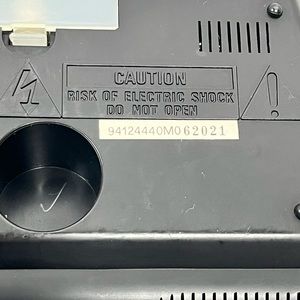 CAUTION
RISK OF ELECTRIC SHOCK
DO NOT OPEN
94124440M062021